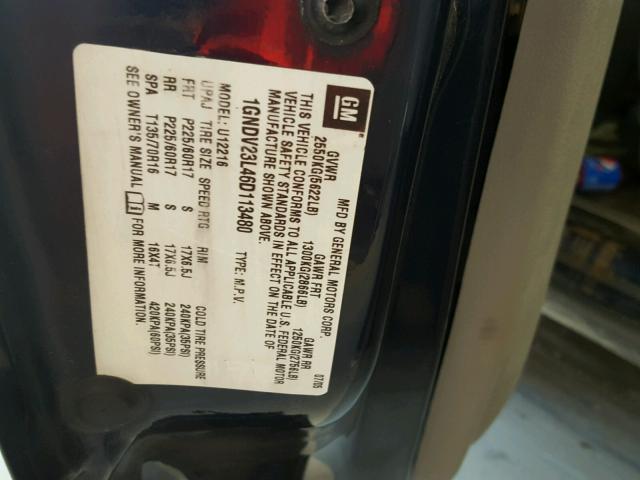 GM
MFD BY GENERAL MOTORS CORP. 07/05
GVWR GAWR FRT GAWR RR
2550KG(5622LB) 1300KG(2866LB) 1250KG(2756LB)
THIS VEHICLE CONFORMS TO ALL APPLICABLE U.S. FEDERAL MOTOR
VEHICLE SAFETY STANDARDS IN EFFECT ON THE DATE OF
MANUFACTURE SHOWN ABOVE.
1GNDV23L46D113480 TYPE: M.P.V.
MODEL: U11216
UPAJ TIRE SIZE SPEED RTG RIM COLD TIRE PRESSURE
FRT P225/60R17 S 17X6.5J 240KPA(35PSI)
RR P225/60R17 S 17X6.5J 240KPA(35PSI)
SPA T135/70R16 M 16X4T 420KPA(60PSI)
SEE OWNER'S MANUAL FOR MORE INFORMATION.